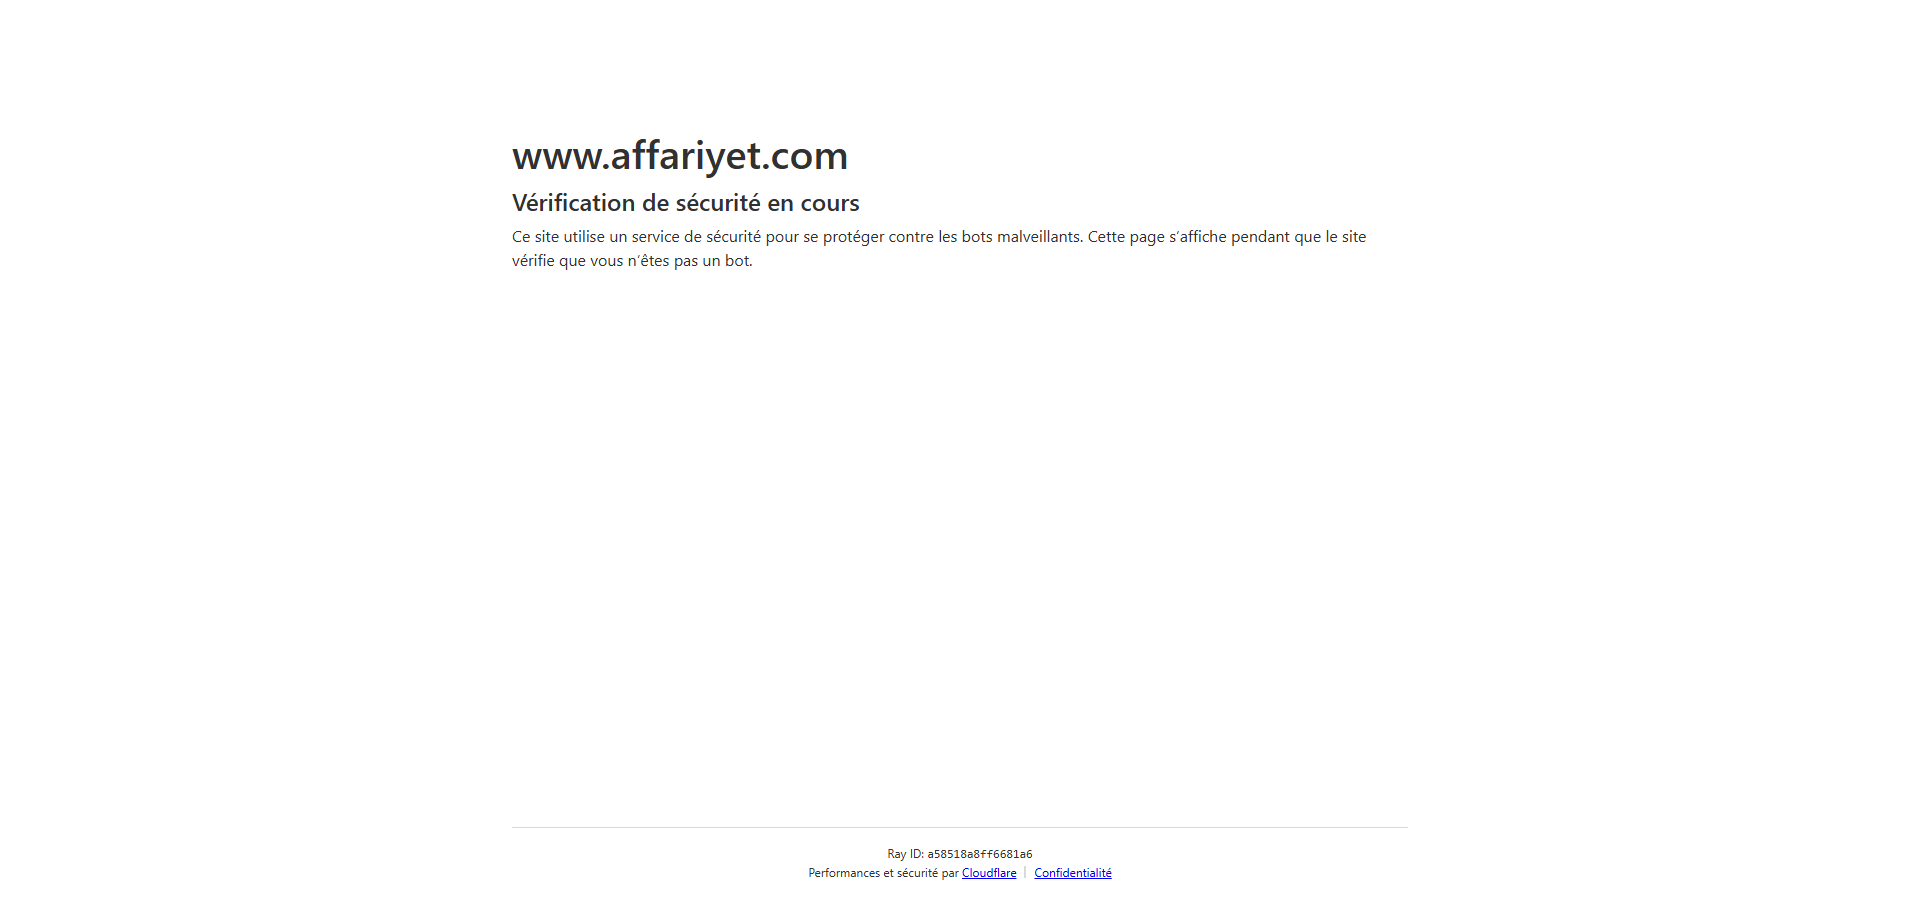 www.affariyet.com
Vérification de sécurité en cours
Ce site utilise un service de sécurité pour se protéger contre les bots malveillants. Cette page s’affiche pendant que le site
vérifie que vous n’êtes pas un bot.
Ray ID: a58518a8ff6681a6
Performances et sécurité par Cloudflare | Confidentialité